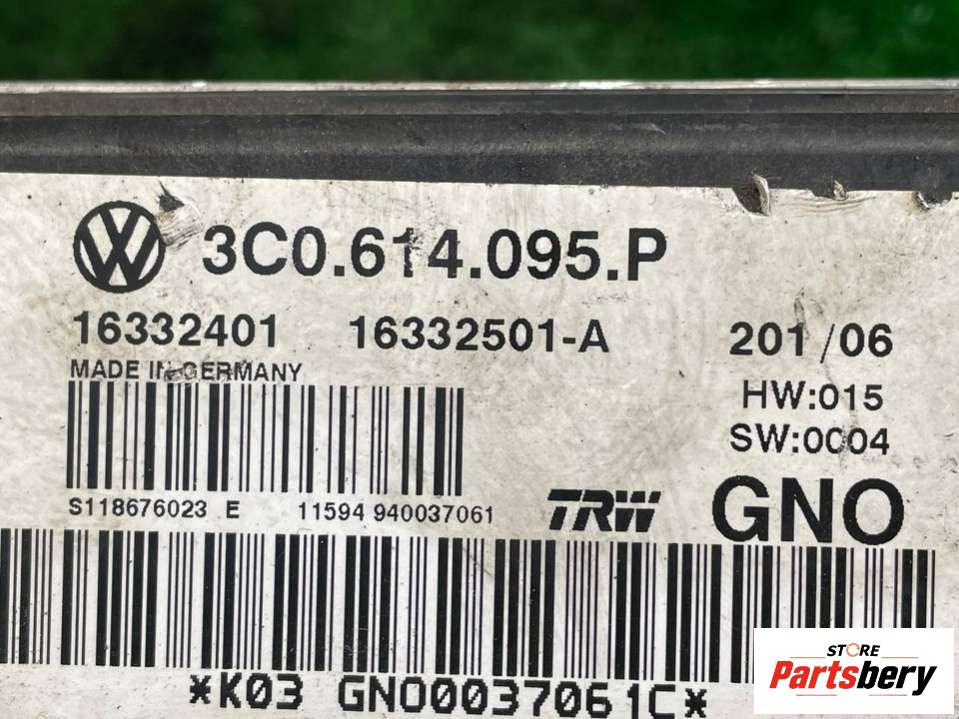 3C0.614.095.P
16332401 16332501-A 201/06
MADE IN GERMANY
HW:015
SW:0004
S118676023 E 11594 940037061
TRW GNO
*K03 GNO0037061C*
STORE
Partsbery